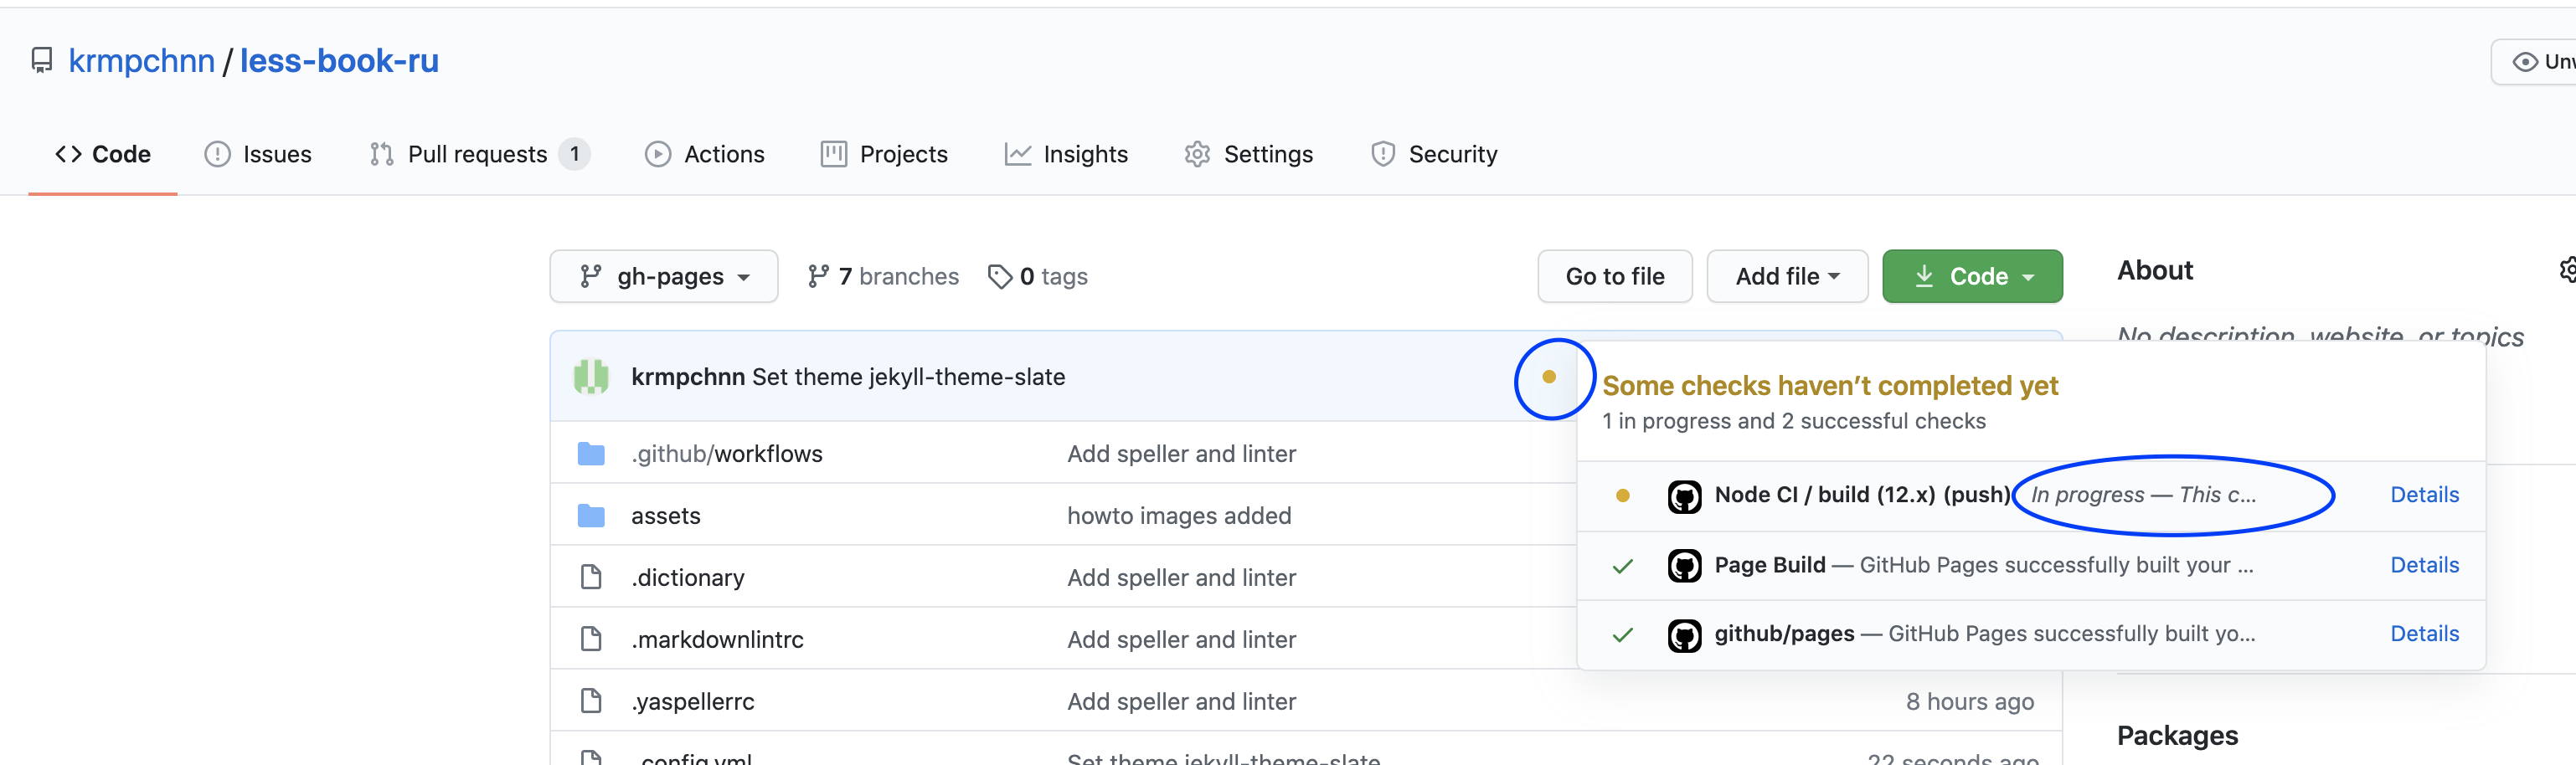 krmpchnn / less-book-ru
Unw
Code Issues Pull requests 1 Actions Projects Insights Settings Security
gh-pages 7 branches 0 tags Go to file Add file Code
About
No description, website, or topics
krmpchnn Set theme jekyll-theme-slate
Some checks haven't completed yet
1 in progress and 2 successful checks
.github/workflows Add speller and linter
Node CI / build (12.x) (push) In progress — This c... Details
assets howto images added
Page Build — GitHub Pages successfully built your ... Details
.dictionary Add speller and linter
github/pages — GitHub Pages successfully built yo... Details
.markdownlintrc Add speller and linter
.yaspellerrc Add speller and linter 8 hours ago
Packages
_config.yml Set theme jekyll-theme-slate 22 seconds ago